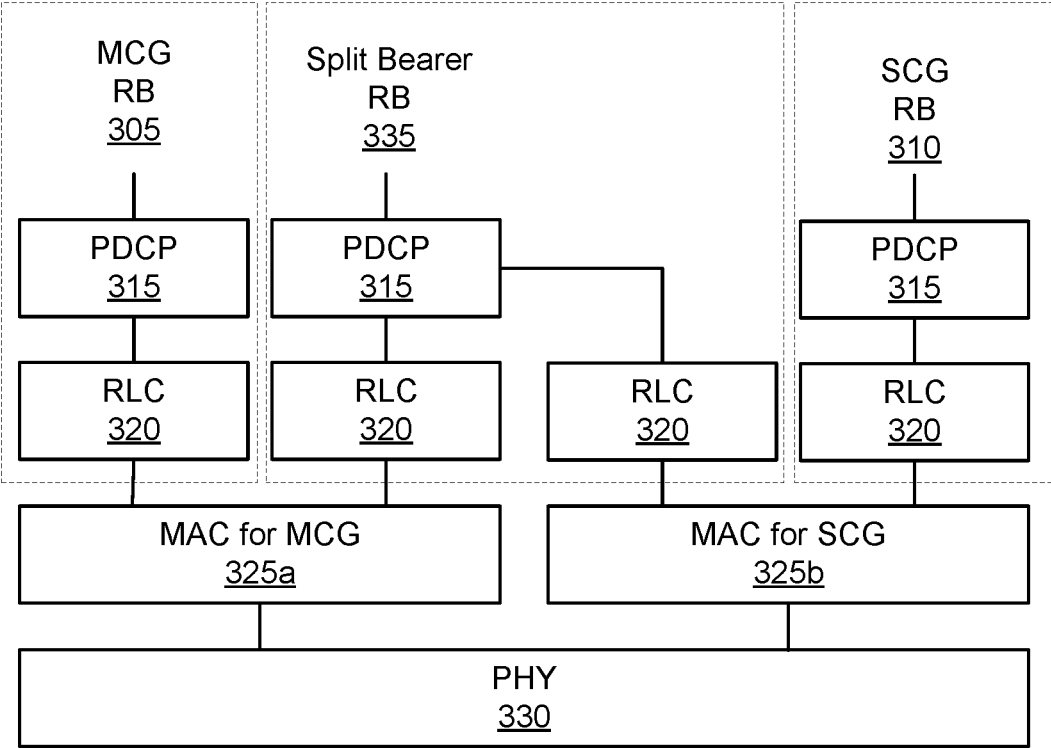 MCG
RB
305
Split Bearer
RB
335
SCG
RB
310
PDCP
315
PDCP
315
PDCP
315
RLC
320
RLC
320
RLC
320
RLC
320
MAC for MCG
325a
MAC for SCG
325b
PHY
330